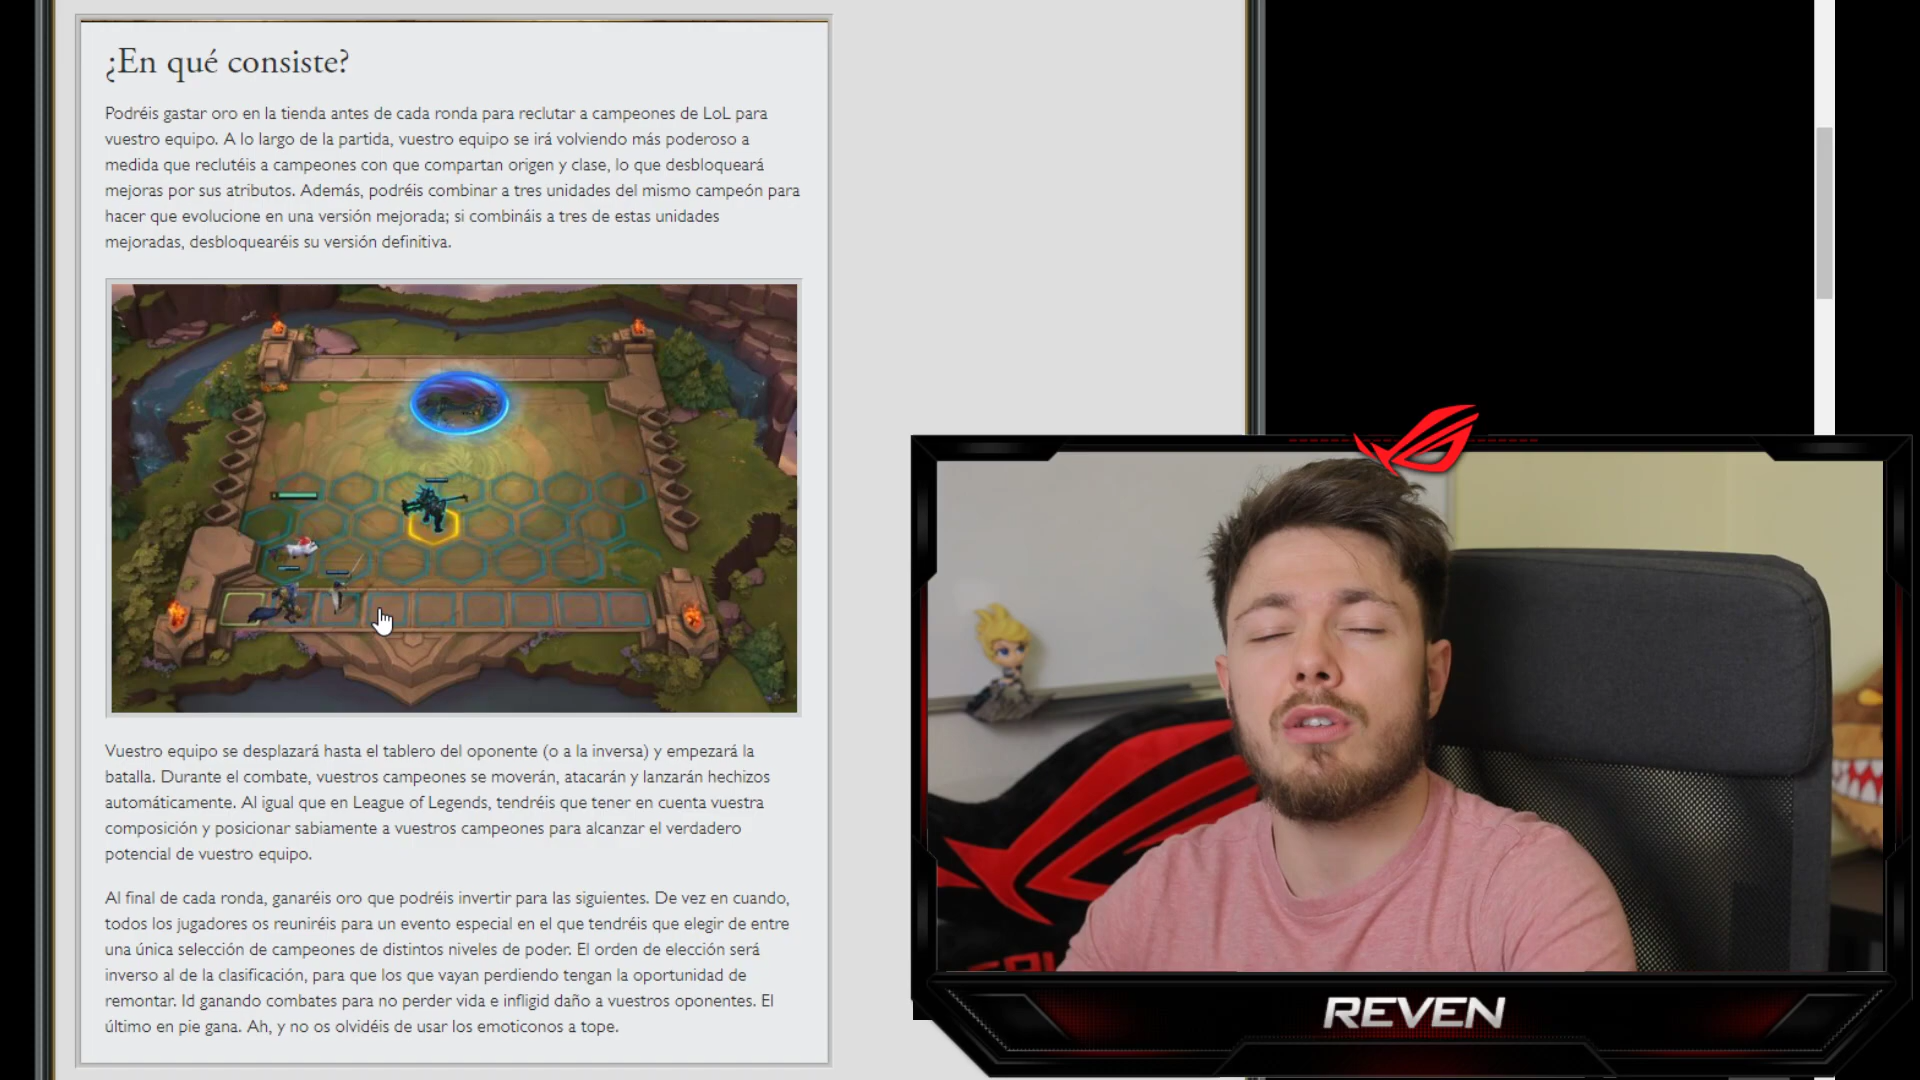 ¿En qué consiste?
Podréis gastar oro en la tienda antes de cada ronda para reclutar a campeones de LoL para
vuestro equipo. A lo largo de la partida, vuestro equipo se irá volviendo más poderoso a
medida que reclutéis a campeones con que compartan origen y clase, lo que desbloqueará
mejoras por sus atributos. Además, podréis combinar a tres unidades del mismo campeón para
hacer que evolucione en una versión mejorada; si combináis a tres de estas unidades
mejoradas, desbloquearéis su versión definitiva.
Vuestro equipo se desplazará hasta el tablero del oponente (o a la inversa) y empezará la
batalla. Durante el combate, vuestros campeones se moverán, atacarán y lanzarán hechizos
automáticamente. Al igual que en League of Legends, tendréis que tener en cuenta vuestra
composición y posicionar sabiamente a vuestros campeones para alcanzar el verdadero
potencial de vuestro equipo.
Al final de cada ronda, ganaréis oro que podréis invertir para las siguientes. De vez en cuando,
todos los jugadores os reuniréis para un evento especial en el que tendréis que elegir de entre
una única selección de campeones de distintos niveles de poder. El orden de elección será
inverso al de la clasificación, para que los que vayan perdiendo tengan la oportunidad de
remontar. Id ganando combates para no perder vida e infligid daño a vuestros oponentes. El
último en pie gana. Ah, y no os olvidéis de usar los emoticonos a tope.
REVEN